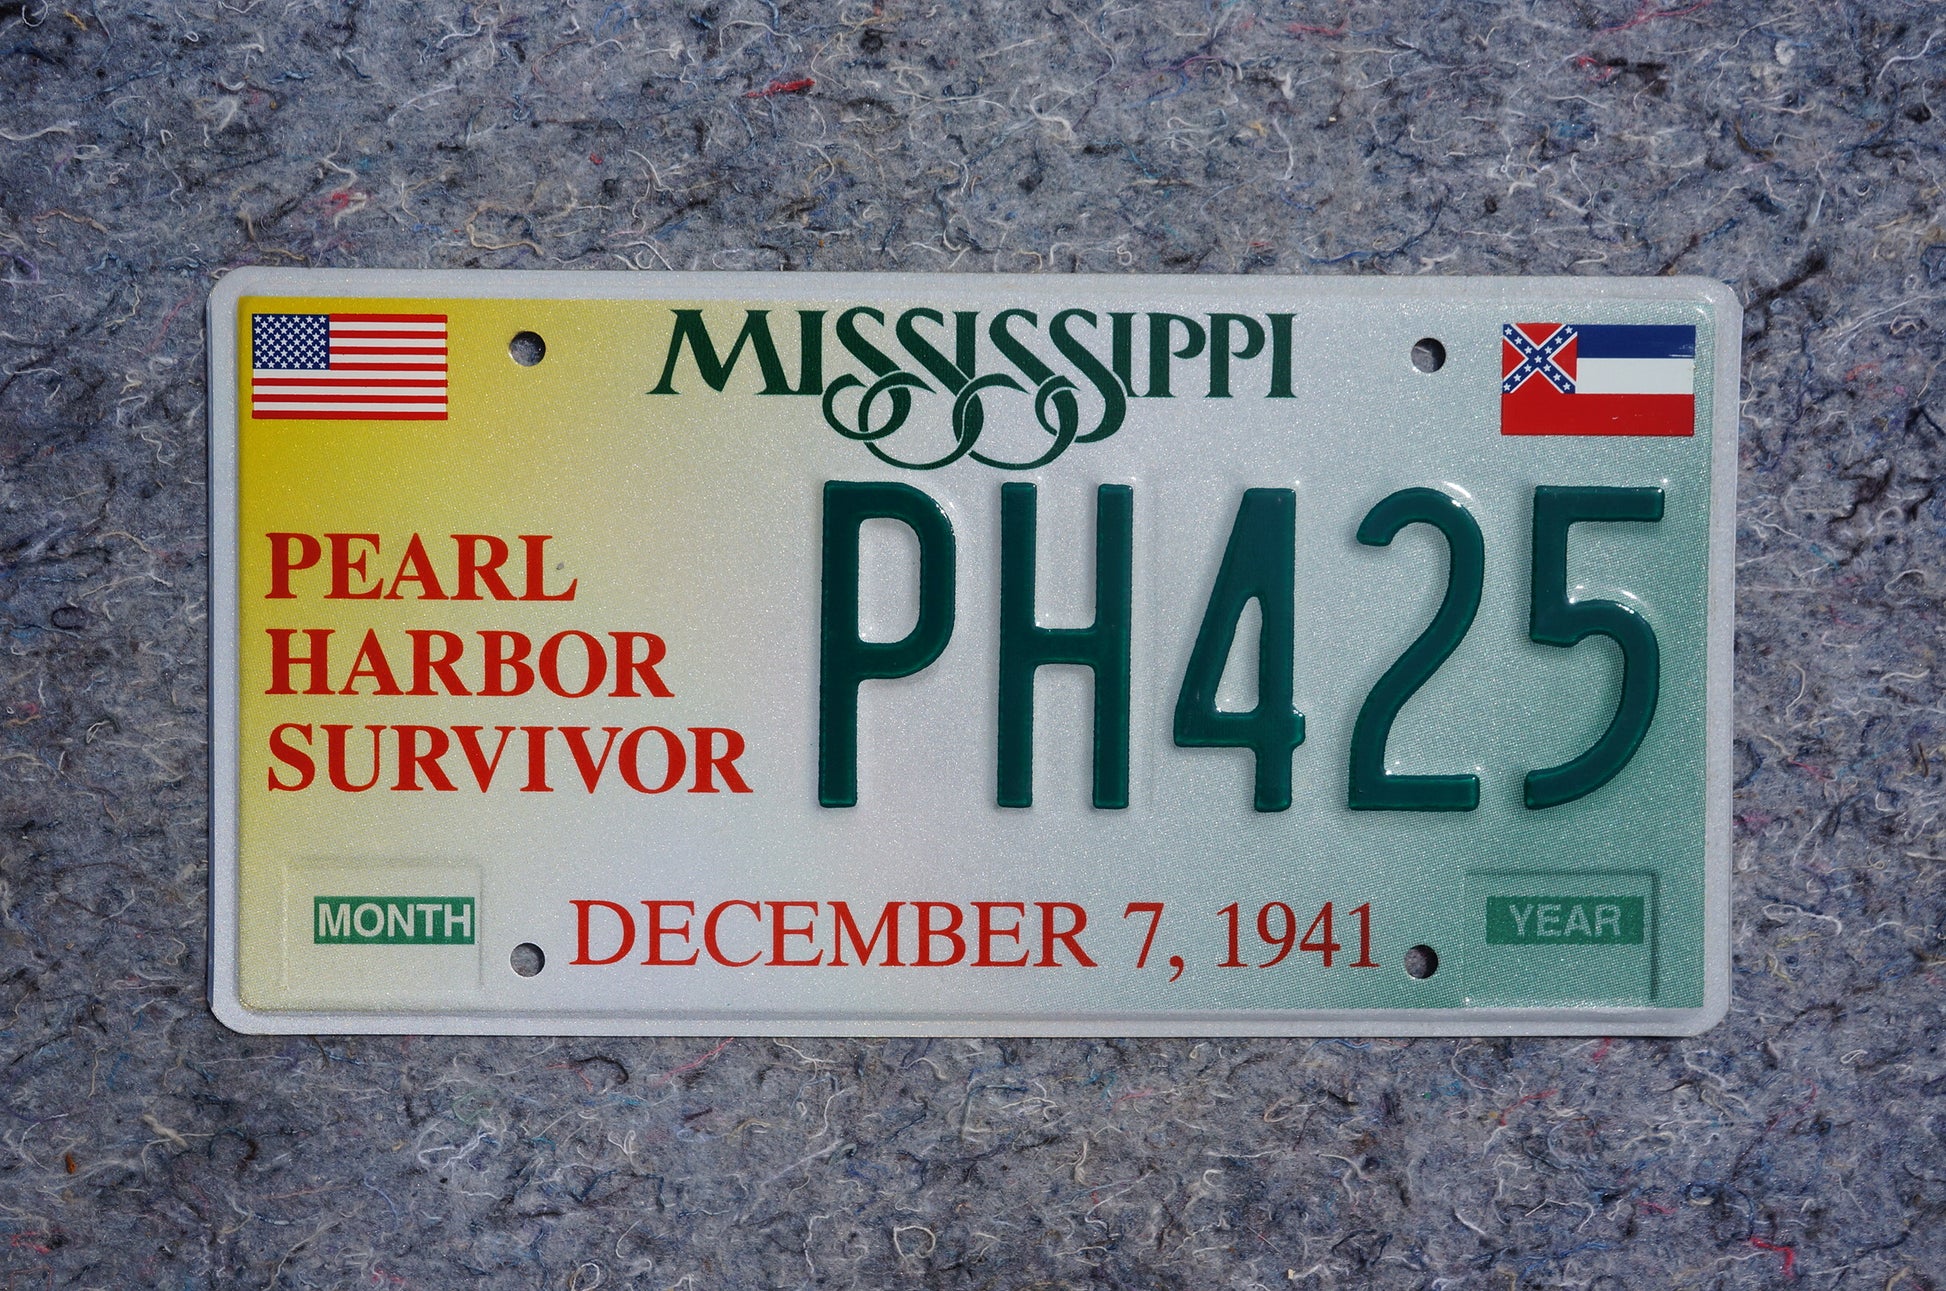 MISSISSIPPI
PH425
PEARL
HARBOR
SURVIVOR
MONTH
DECEMBER 7, 1941
YEAR